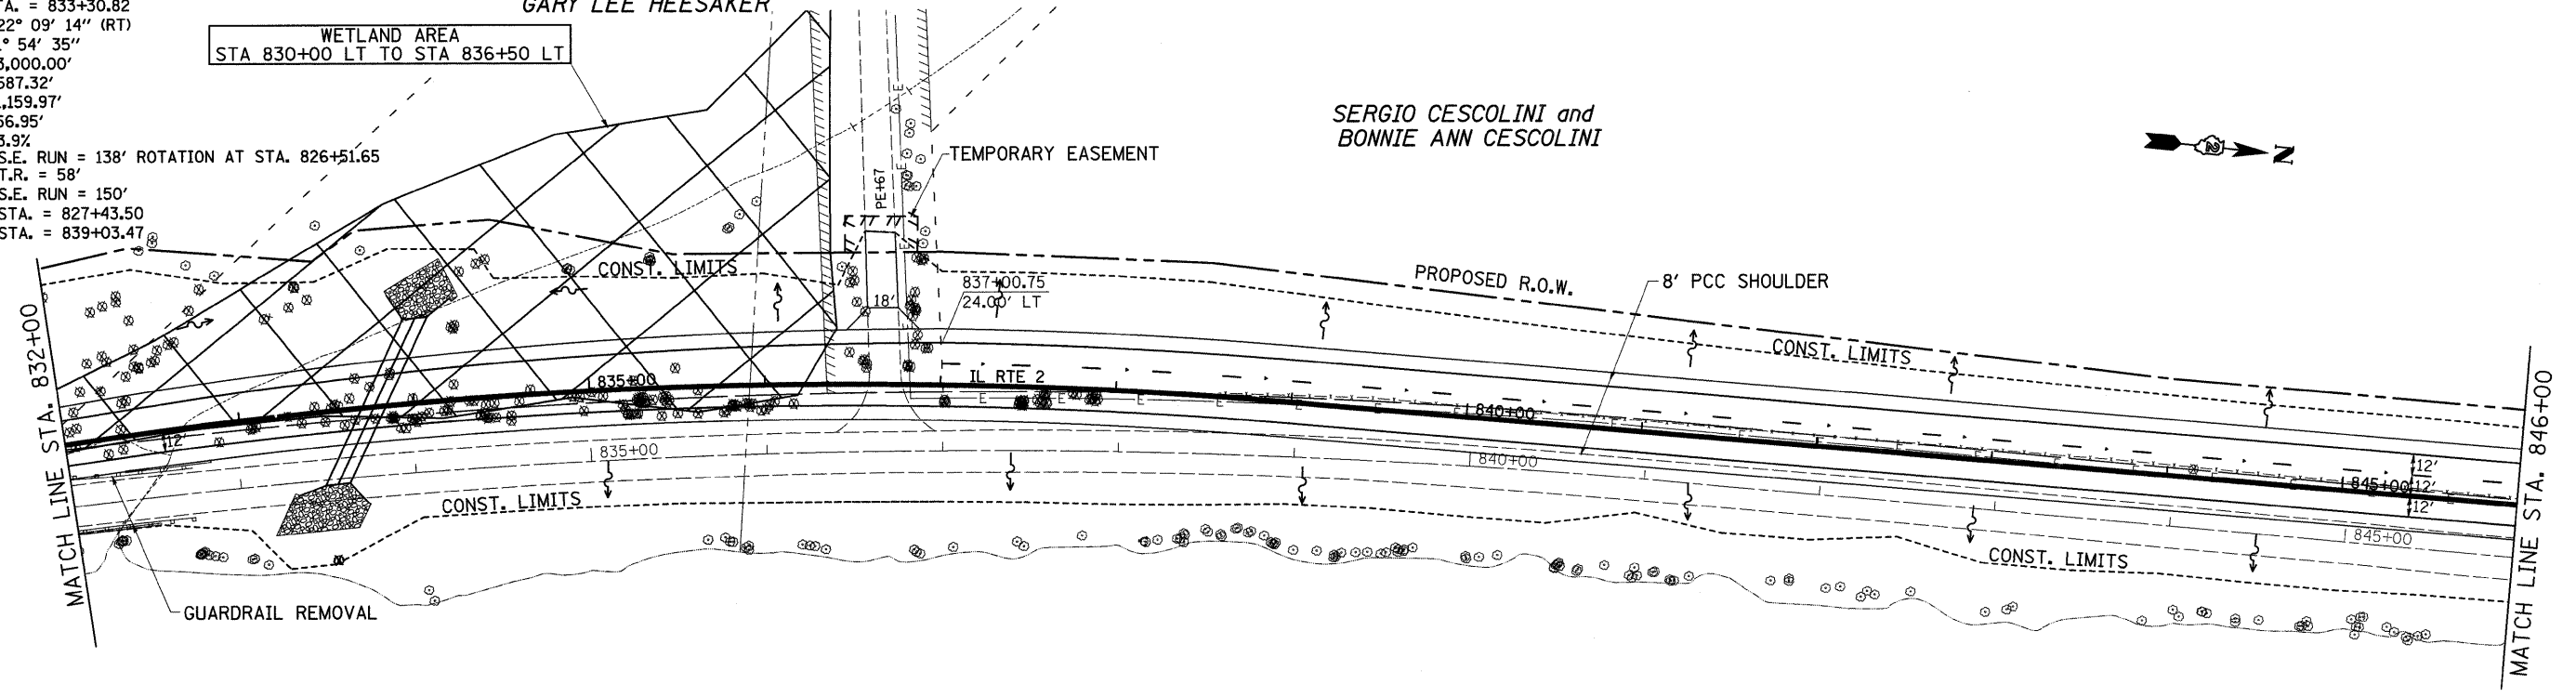 TA. = 833+30.82
22° 09' 14" (RT)
° 54' 35"
3,000.00'
587.32'
1,159.97'
56.95'
3.9%
S.E. RUN = 138' ROTATION AT STA. 826+51.65
T.R. = 58'
S.E. RUN = 150'
STA. = 827+43.50
STA. = 839+03.47
GARY LEE HEESAKER
WETLAND AREA
STA 830+00 LT TO STA 836+50 LT
SERGIO CESCOLINI and
BONNIE ANN CESCOLINI
N
TEMPORARY EASEMENT
PE+67
18'
837+00.75
24.00' LT
CONST. LIMITS
PROPOSED R.O.W.
8' PCC SHOULDER
CONST. LIMITS
IL RTE 2
835+00
840+00
845+00
12'
12'
12'
12'
835+00
840+00
845+00
CONST. LIMITS
CONST. LIMITS
GUARDRAIL REMOVAL
MATCH LINE STA. 832+00
MATCH LINE STA. 846+00